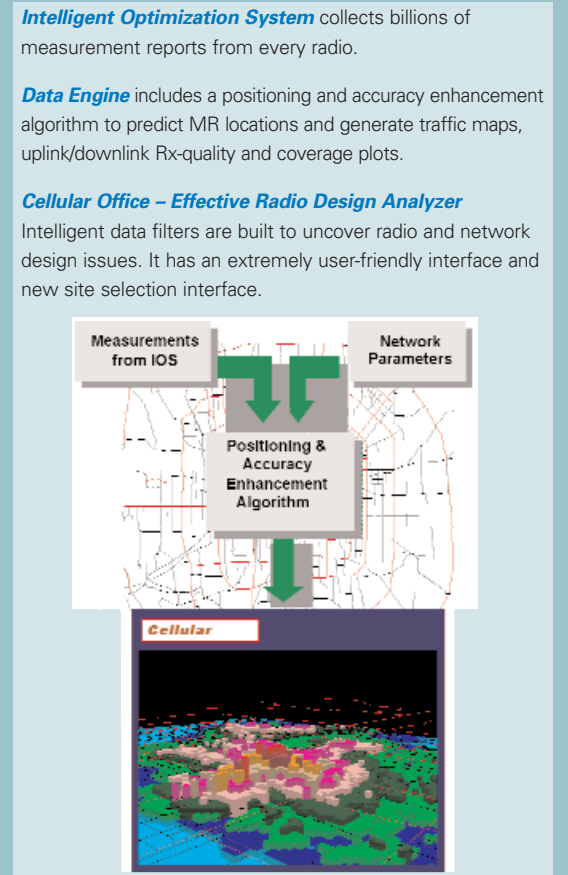 Intelligent Optimization System collects billions of
measurement reports from every radio.
Data Engine includes a positioning and accuracy enhancement
algorithm to predict MR locations and generate traffic maps,
uplink/downlink Rx-quality and coverage plots.
Cellular Office – Effective Radio Design Analyzer
Intelligent data filters are built to uncover radio and network
design issues. It has an extremely user-friendly interface and
new site selection interface.
Measurements
from IOS
Network
Parameters
Positioning &
Accuracy
Enhancement
Algorithm
Cellular